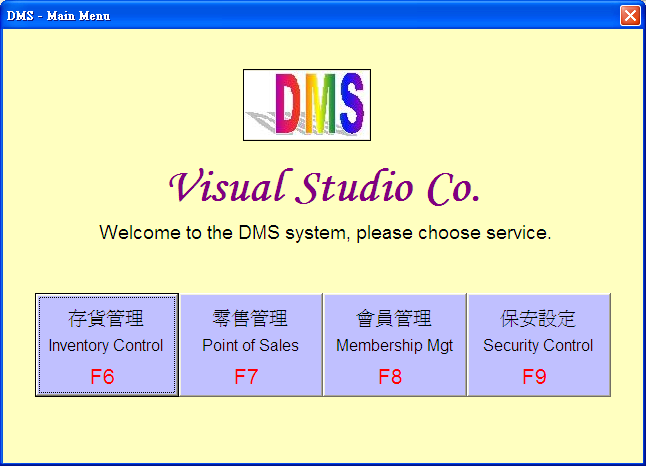 DMS - Main Menu
DMS
Visual Studio Co.
Welcome to the DMS system, please choose service.
存貨管理
Inventory Control
F6
零售管理
Point of Sales
F7
會員管理
Membership Mgt
F8
保安設定
Security Control
F9